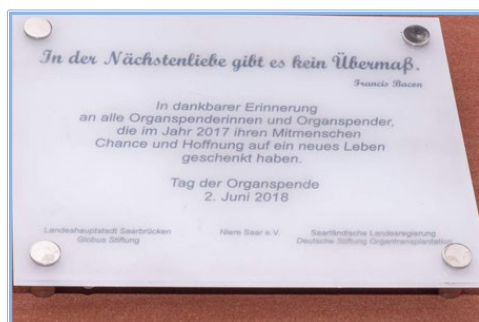 In der Nächstenliebe gibt es kein Übermaß.
Francis Bacon
In dankbarer Erinnerung
an alle Organspenderinnen und Organspender,
die im Jahr 2017 ihren Mitmenschen
Chance und Hoffnung auf ein neues Leben
geschenkt haben.
Tag der Organspende
2. Juni 2018
Landeshauptstadt Saarbrücken
Globus Stiftung
Niere Saar e.V.
Saarländische Landesregierung
Deutsche Stiftung Organtransplantation